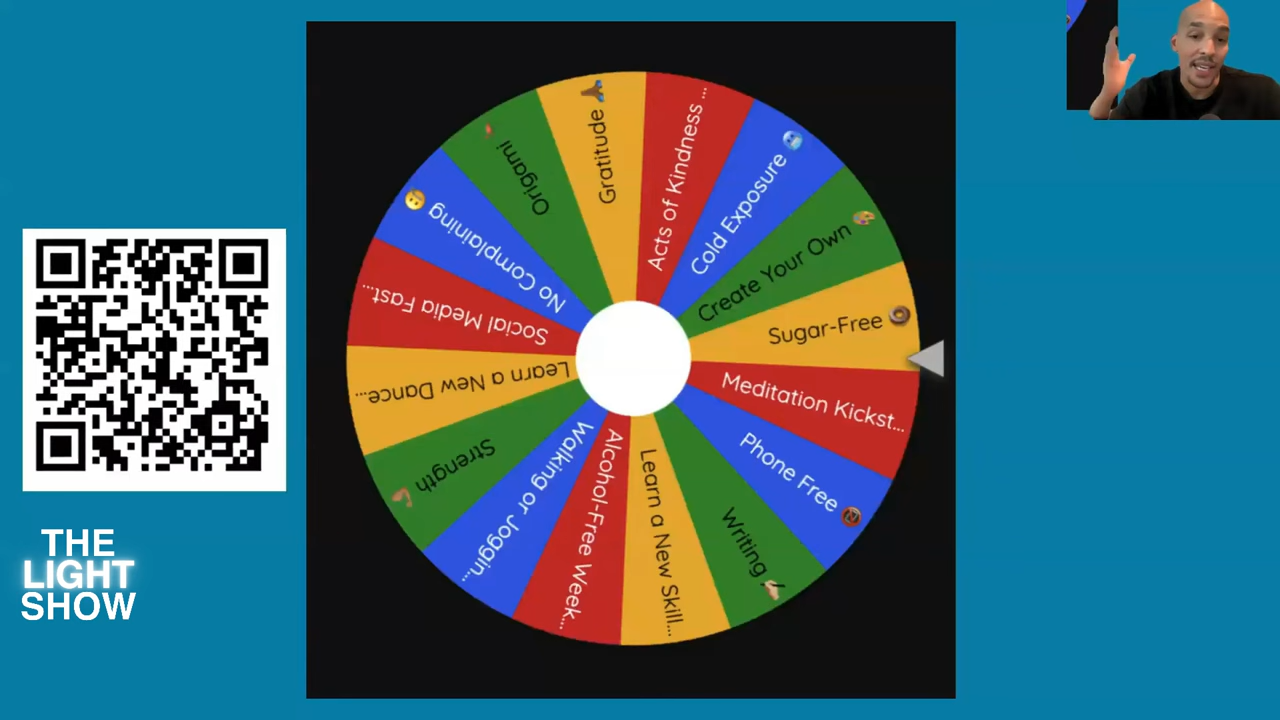 Gratitude
Acts of Kindness ...
Cold Exposure
Create Your Own
Sugar-Free
Meditation Kickst...
Phone Free
Writing
Learn a New Skill...
Alcohol-Free Week...
Walking or Joggin...
Strength
Learn a New Dance...
Social Media Fast...
No Complaining
Origami
THE
LIGHT
SHOW